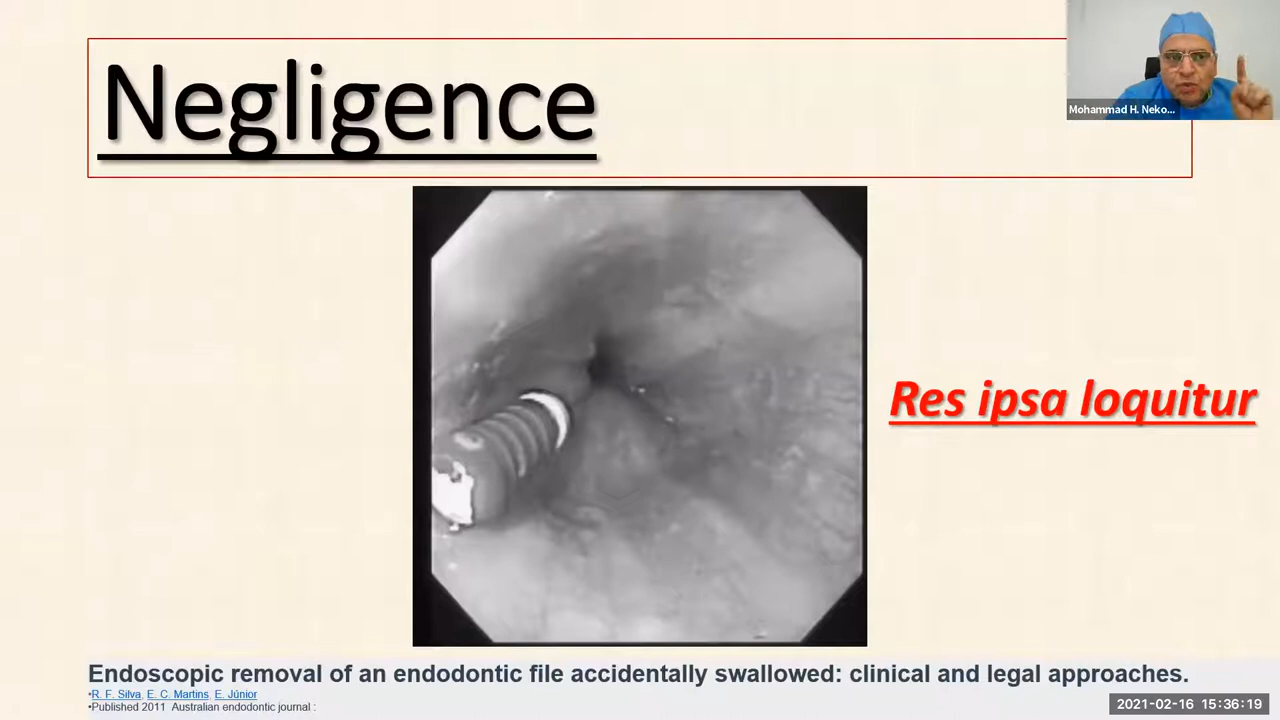 Negligence
Mohammad H. Neko...
Res ipsa loquitur
Endoscopic removal of an endodontic file accidentally swallowed: clinical and legal approaches.
•R. F. Silva, E. C. Martins, E. Júnior
•Published 2011 Australian endodontic journal :
2021-02-16 15:36:19